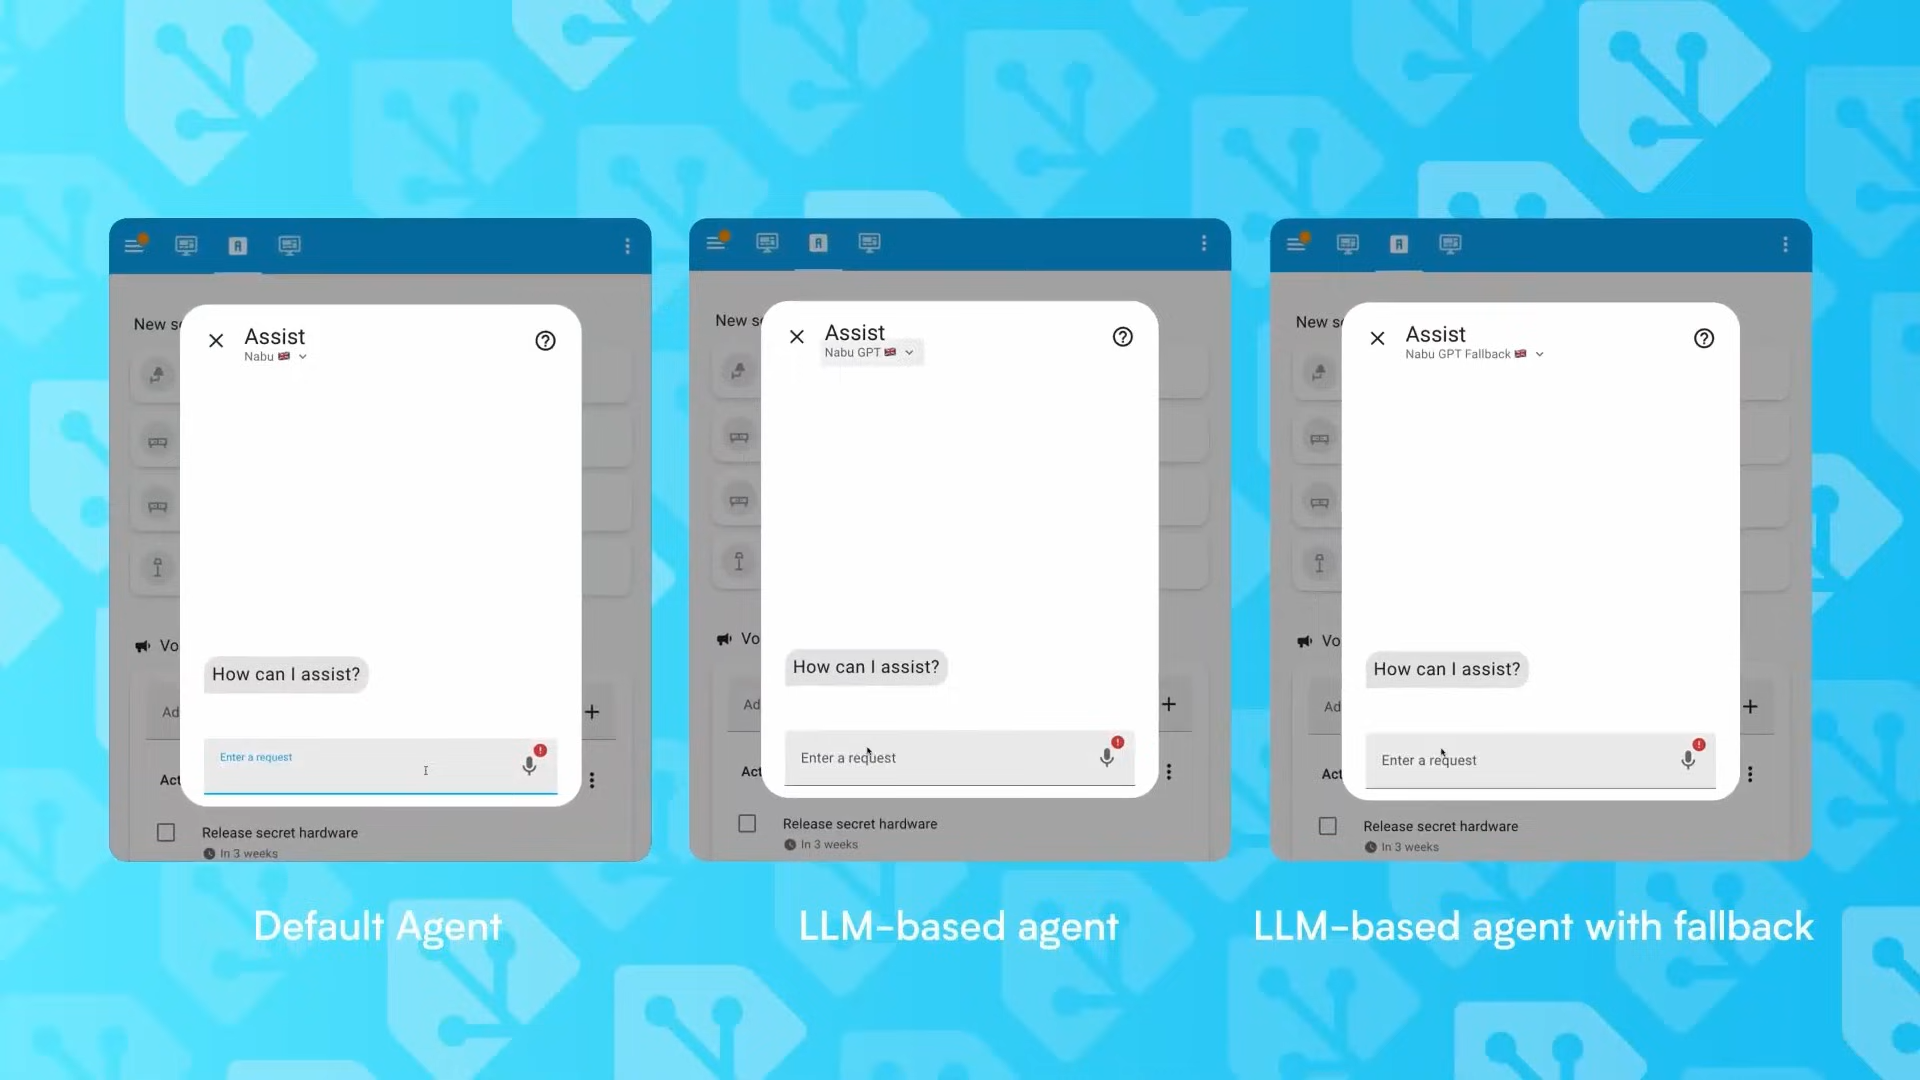 New s
Assist
Nabu
How can I assist?
Vo
Ad
Enter a request
Act
Release secret hardware
In 3 weeks
Default Agent
New s
Assist
Nabu GPT
How can I assist?
Vo
Ad
Enter a request
Act
Release secret hardware
In 3 weeks
LLM-based agent
New s
Assist
Nabu GPT Fallback
How can I assist?
Vo
Ad
Enter a request
Act
Release secret hardware
In 3 weeks
LLM-based agent with fallback